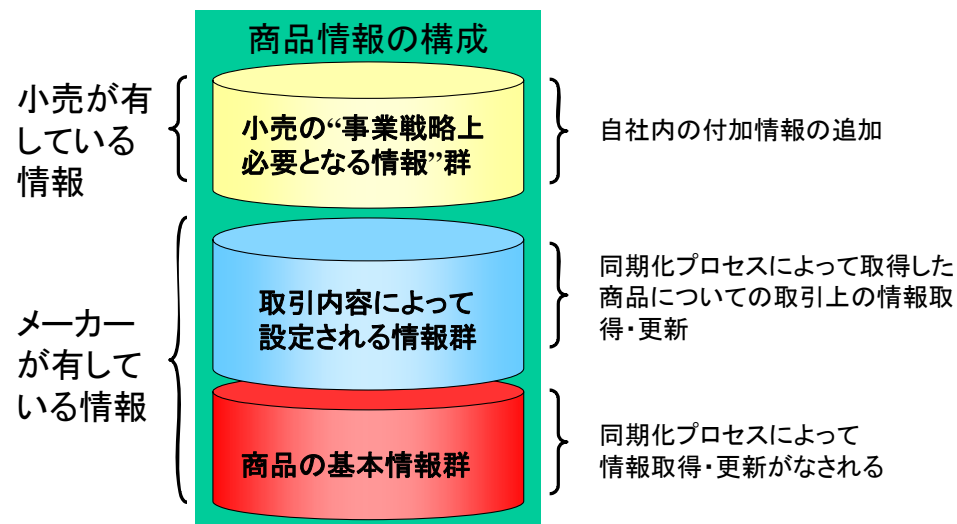 商品情報の構成
小売が有
している
情報
小売の“事業戦略上
必要となる情報”群
自社内の付加情報の追加
メーカー
が有して
いる情報
取引内容によって
設定される情報群
同期化プロセスによって取得した
商品についての取引上の情報取
得・更新
商品の基本情報群
同期化プロセスによって
情報取得・更新がなされる